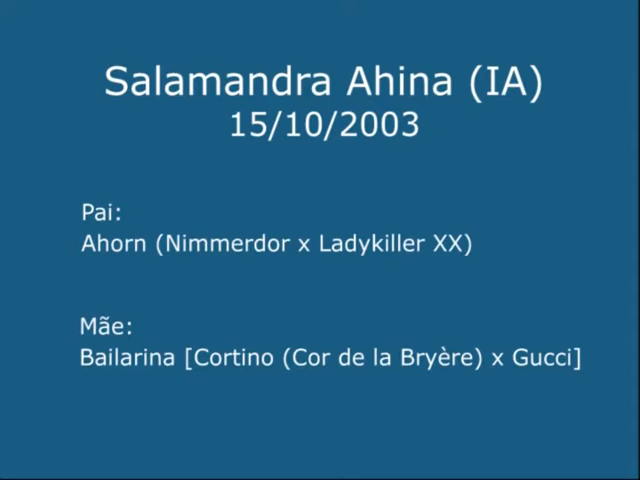 Salamandra Ahina (IA)
15/10/2003
Pai:
Ahorn (Nimmerdor x Ladykiller XX)
Mãe:
Bailarina [Cortino (Cor de la Bryère) x Gucci]